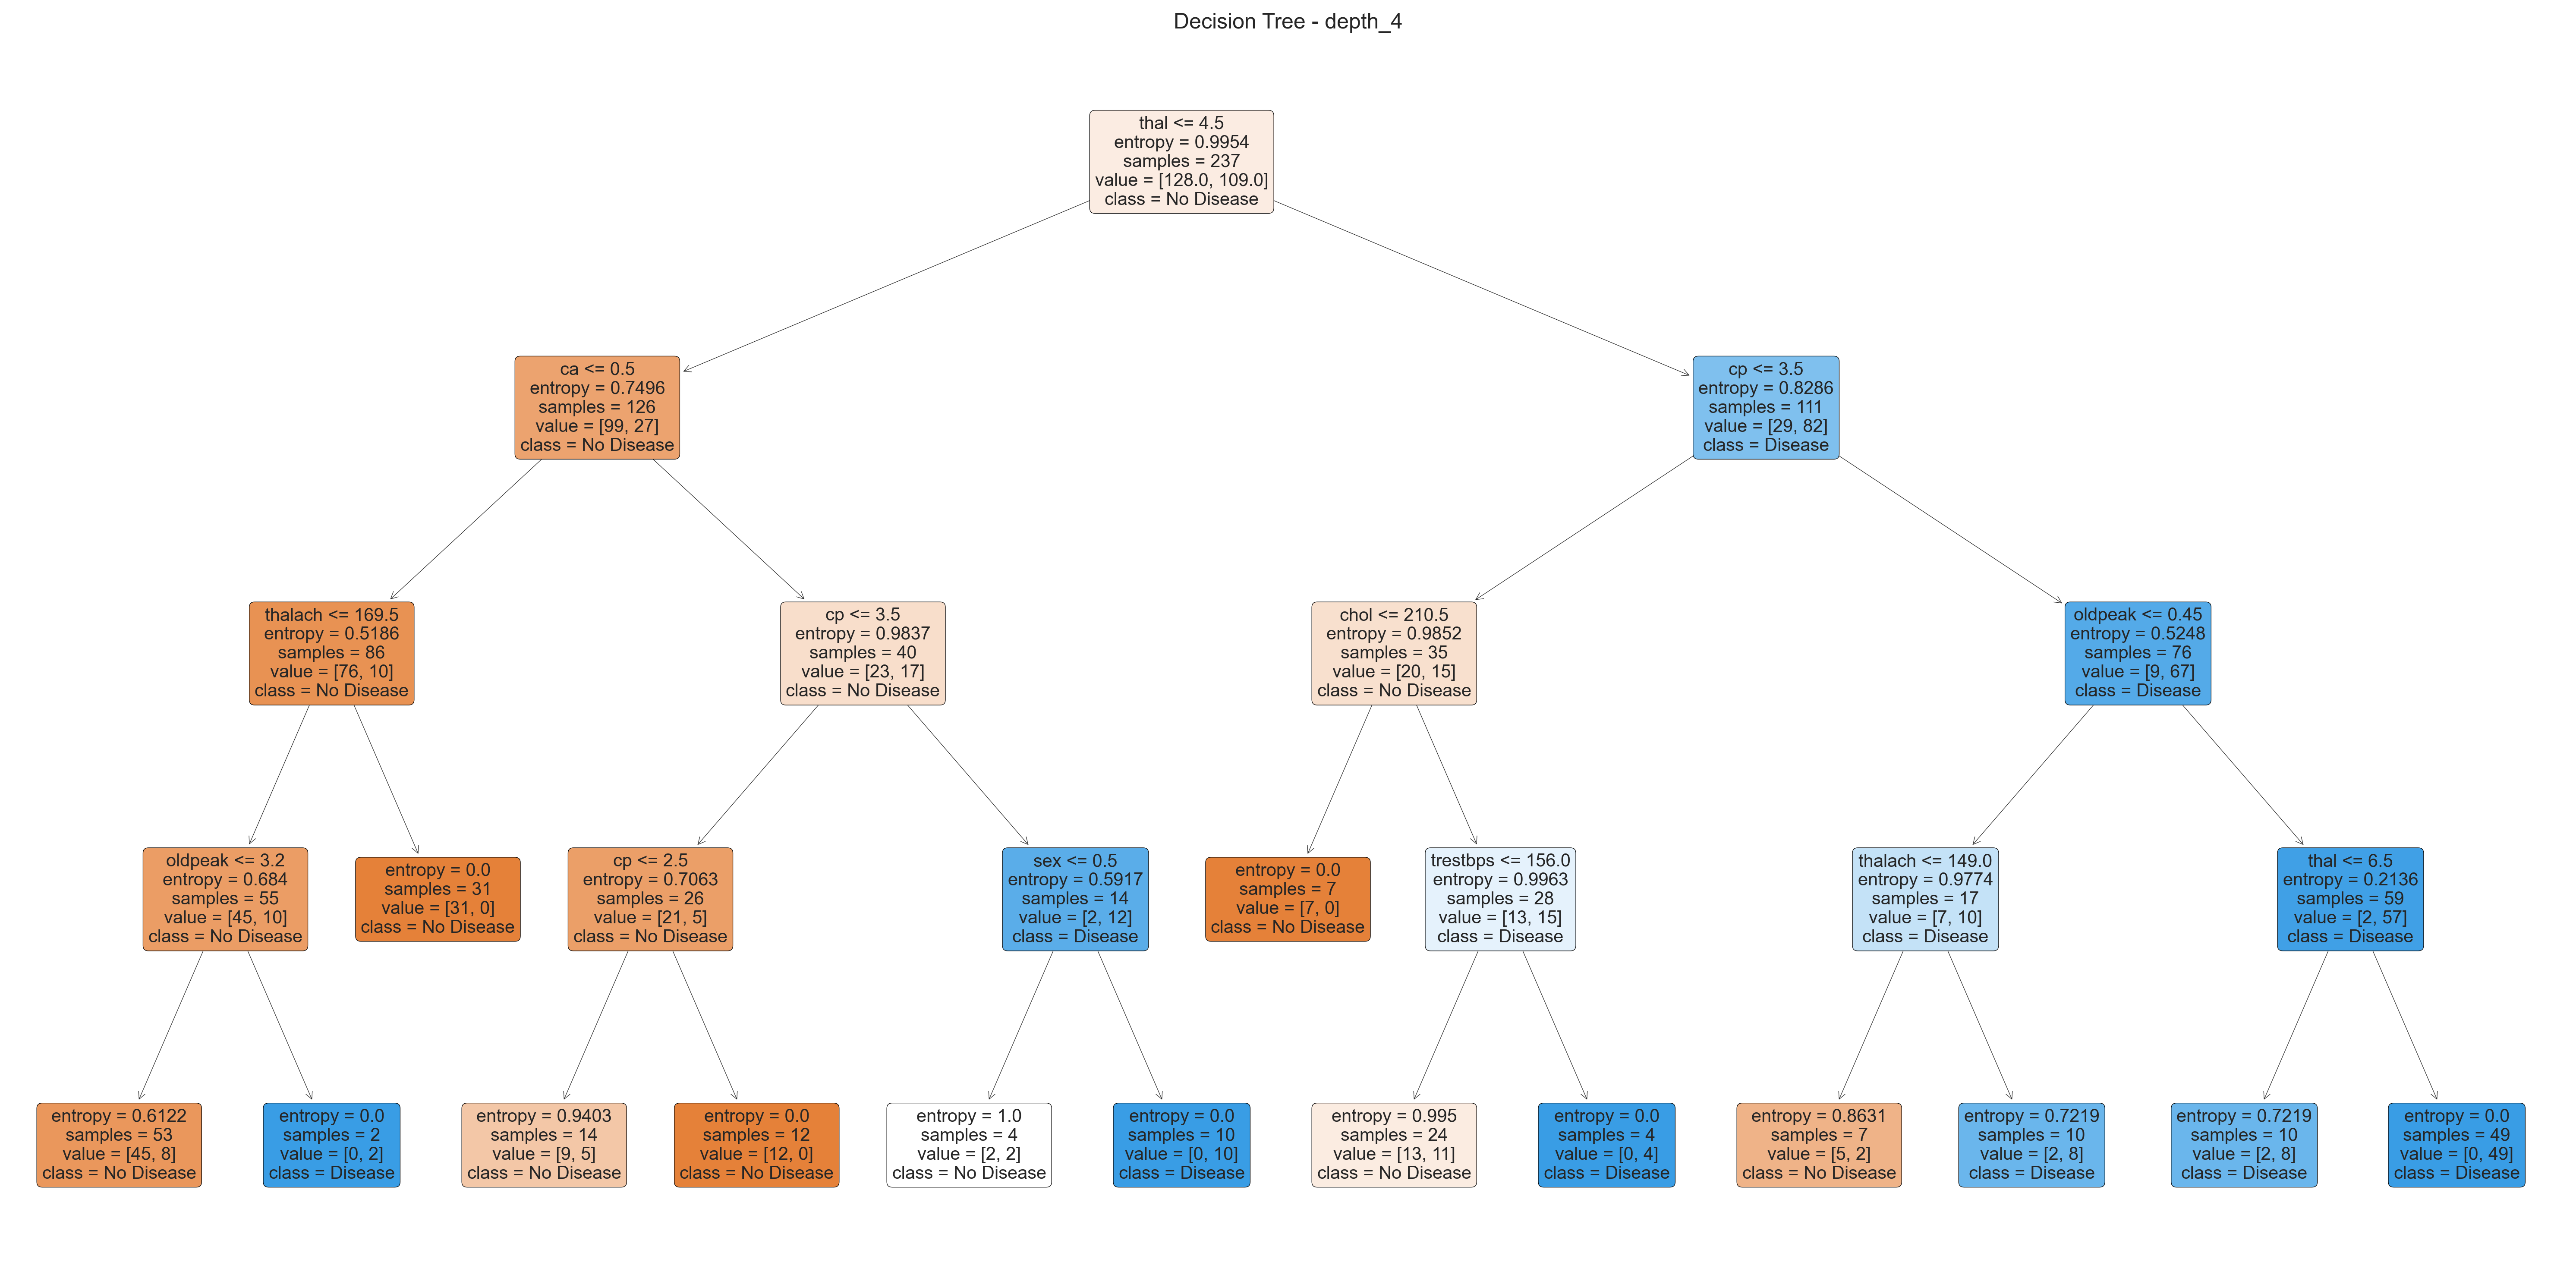 Decision Tree - depth_4
thal <= 4.5
entropy = 0.9954
samples = 237
value = [128.0, 109.0]
class = No Disease
ca <= 0.5
entropy = 0.7496
samples = 126
value = [99, 27]
class = No Disease
cp <= 3.5
entropy = 0.8286
samples = 111
value = [29, 82]
class = Disease
thalach <= 169.5
entropy = 0.5186
samples = 86
value = [76, 10]
class = No Disease
cp <= 3.5
entropy = 0.9837
samples = 40
value = [23, 17]
class = No Disease
chol <= 210.5
entropy = 0.9852
samples = 35
value = [20, 15]
class = No Disease
oldpeak <= 0.45
entropy = 0.5248
samples = 76
value = [9, 67]
class = Disease
oldpeak <= 3.2
entropy = 0.684
samples = 55
value = [45, 10]
class = No Disease
entropy = 0.0
samples = 31
value = [31, 0]
class = No Disease
cp <= 2.5
entropy = 0.7063
samples = 26
value = [21, 5]
class = No Disease
sex <= 0.5
entropy = 0.5917
samples = 14
value = [2, 12]
class = Disease
entropy = 0.0
samples = 7
value = [7, 0]
class = No Disease
trestbps <= 156.0
entropy = 0.9963
samples = 28
value = [13, 15]
class = Disease
thalach <= 149.0
entropy = 0.9774
samples = 17
value = [7, 10]
class = Disease
thal <= 6.5
entropy = 0.2136
samples = 59
value = [2, 57]
class = Disease
entropy = 0.6122
samples = 53
value = [45, 8]
class = No Disease
entropy = 0.0
samples = 2
value = [0, 2]
class = Disease
entropy = 0.9403
samples = 14
value = [9, 5]
class = No Disease
entropy = 0.0
samples = 12
value = [12, 0]
class = No Disease
entropy = 1.0
samples = 4
value = [2, 2]
class = No Disease
entropy = 0.0
samples = 10
value = [0, 10]
class = Disease
entropy = 0.995
samples = 24
value = [13, 11]
class = No Disease
entropy = 0.0
samples = 4
value = [0, 4]
class = Disease
entropy = 0.8631
samples = 7
value = [5, 2]
class = No Disease
entropy = 0.7219
samples = 10
value = [2, 8]
class = Disease
entropy = 0.7219
samples = 10
value = [2, 8]
class = Disease
entropy = 0.0
samples = 49
value = [0, 49]
class = Disease